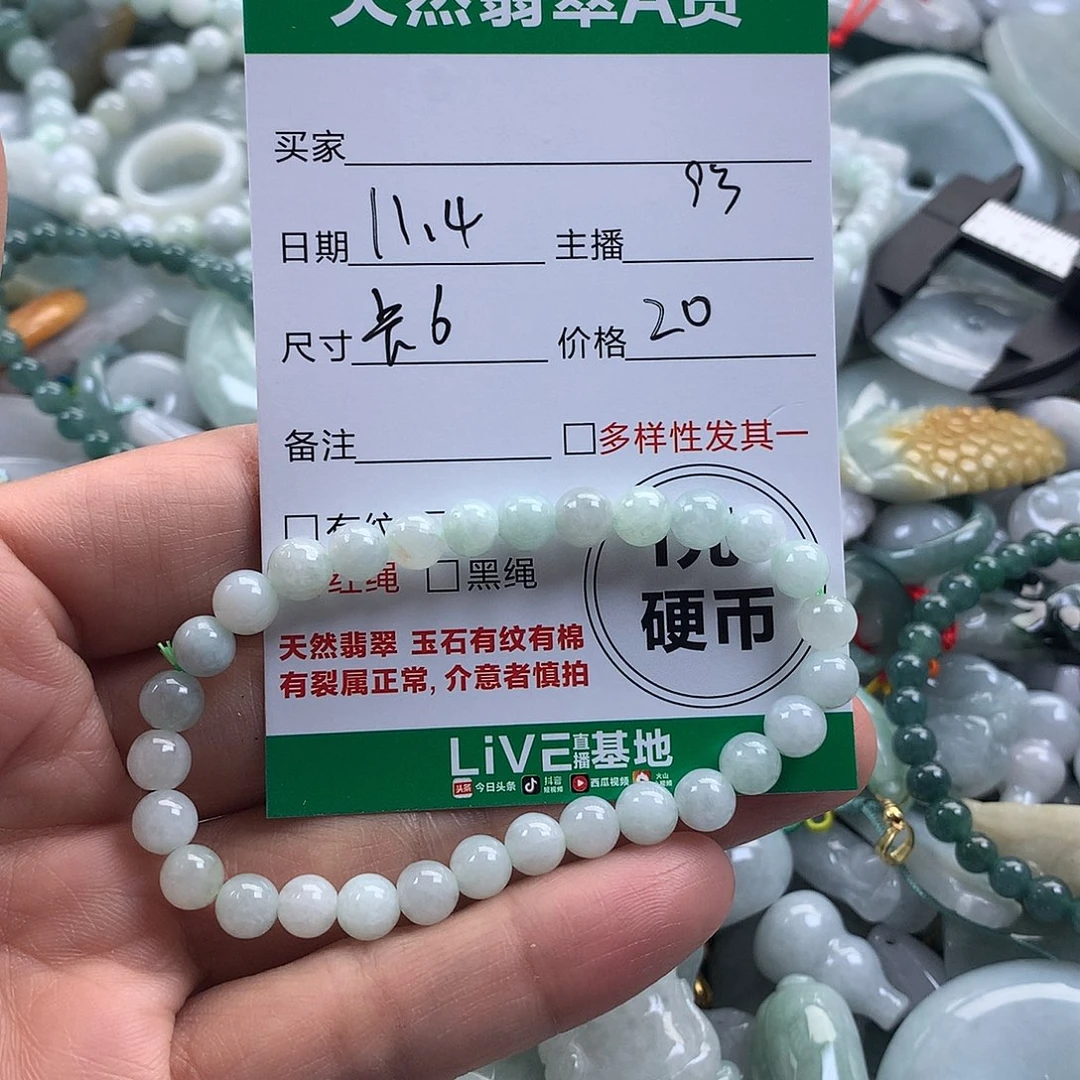 天然翡翠A货
买家
日期 11.4 主播
尺寸 长6 价格 20
备注 □多样性发其一
□有纹
红绳 □黑绳
1元
硬币
天然翡翠 玉石有纹有棉
有裂属正常, 介意者慎拍
LiVE直播基地
头条 今日头条 抖音短视频 西瓜视频 火山小视频